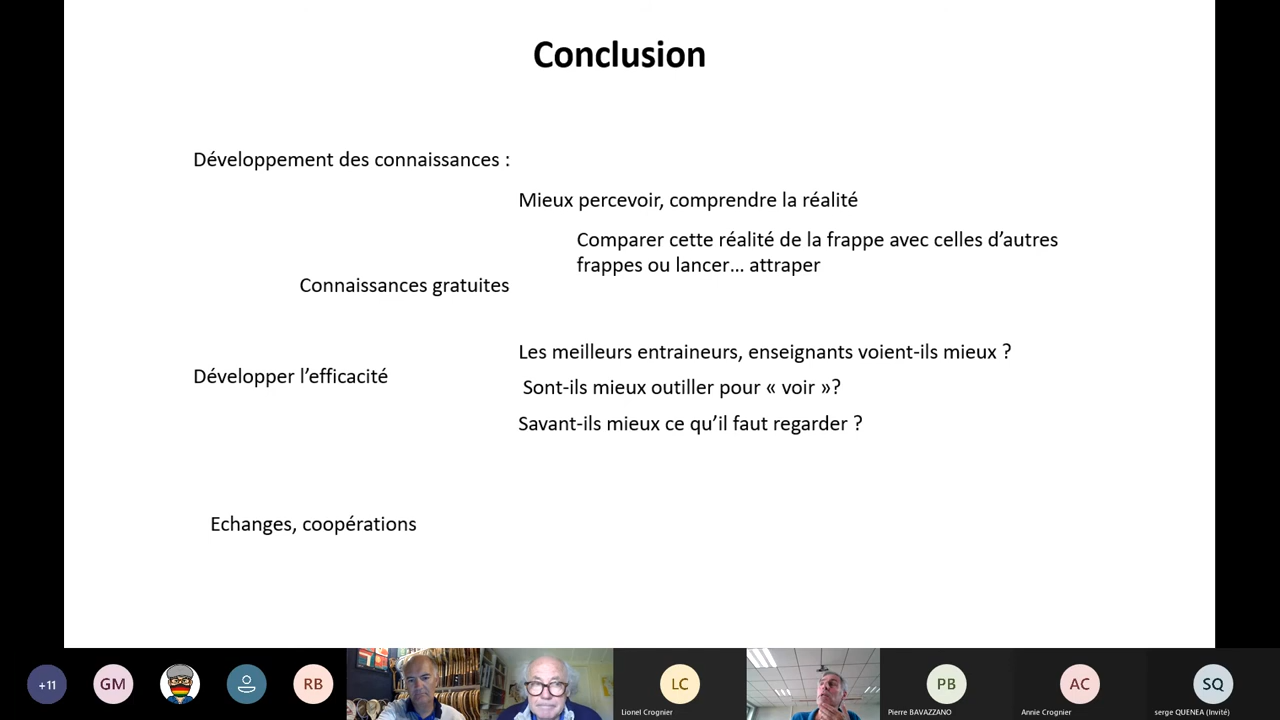 Conclusion
Développement des connaissances :
Mieux percevoir, comprendre la réalité
Comparer cette réalité de la frappe avec celles d’autres
frappes ou lancer... attraper
Connaissances gratuites
Les meilleurs entraineurs, enseignants voient-ils mieux ?
Développer l’efficacité
Sont-ils mieux outiller pour « voir »?
Savant-ils mieux ce qu’il faut regarder ?
Echanges, coopérations
+11
GM
RB
LC
Lionel Crognier
PB
Pierre BAVAZZANO
AC
Annie Crognier
SQ
serge QUENEA (Invité)